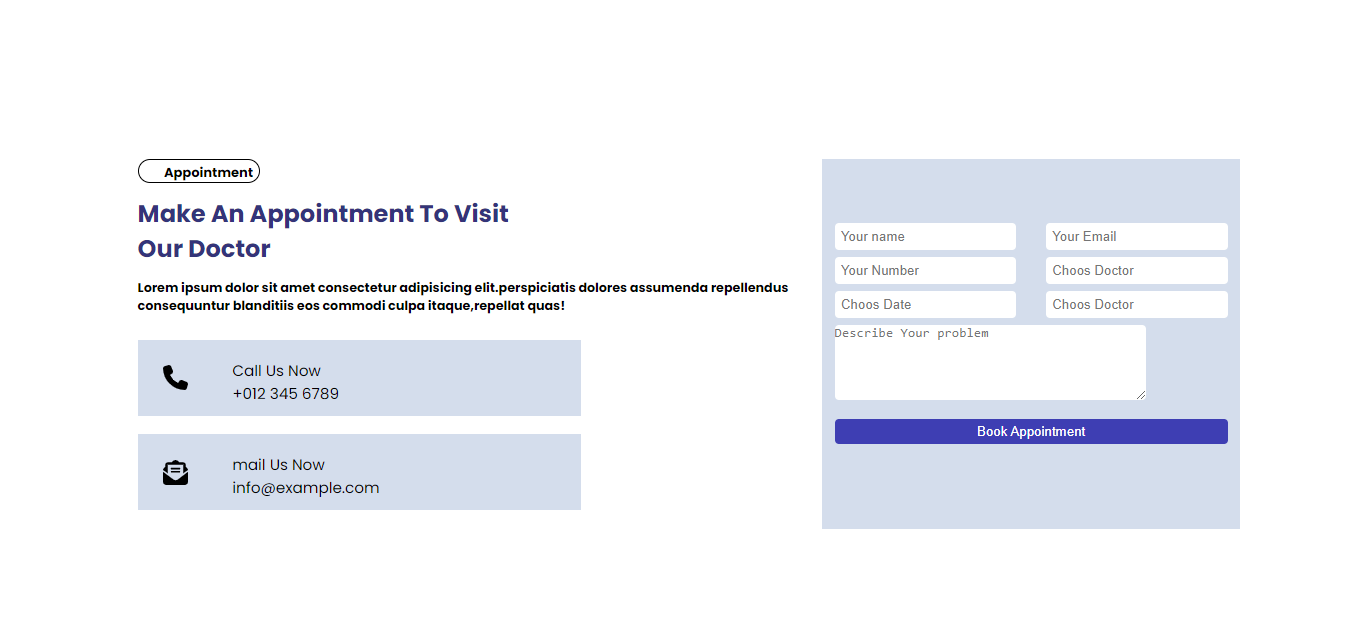 Appointment
Make An Appointment To Visit
Our Doctor
Lorem ipsum dolor sit amet consectetur adipisicing elit.perspiciatis dolores assumenda repellendus
consequuntur blanditiis eos commodi culpa itaque,repellat quas!
Call Us Now
+012 345 6789
mail Us Now
info@example.com
Your name
Your Email
Your Number
Choos Doctor
Choos Date
Choos Doctor
Describe Your problem
Book Appointment